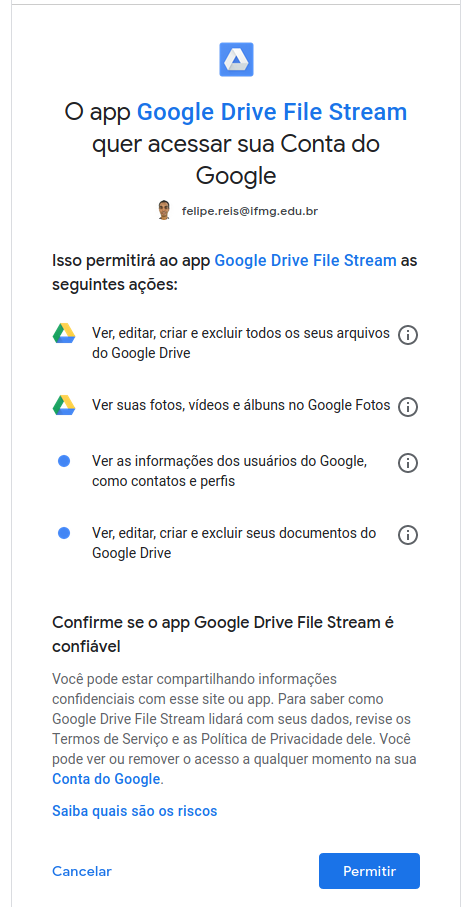 O app Google Drive File Stream
quer acessar sua Conta do
Google
felipe.reis@ifmg.edu.br
Isso permitirá ao app Google Drive File Stream as
seguintes ações:
Ver, editar, criar e excluir todos os seus arquivos
do Google Drive
Ver suas fotos, vídeos e álbuns no Google Fotos
Ver as informações dos usuários do Google,
como contatos e perfis
Ver, editar, criar e excluir seus documentos do
Google Drive
Confirme se o app Google Drive File Stream é
confiável
Você pode estar compartilhando informações
confidenciais com esse site ou app. Para saber como
Google Drive File Stream lidará com seus dados, revise os
Termos de Serviço e as Política de Privacidade dele. Você
pode ver ou remover o acesso a qualquer momento na sua
Conta do Google.
Saiba quais são os riscos
Cancelar
Permitir